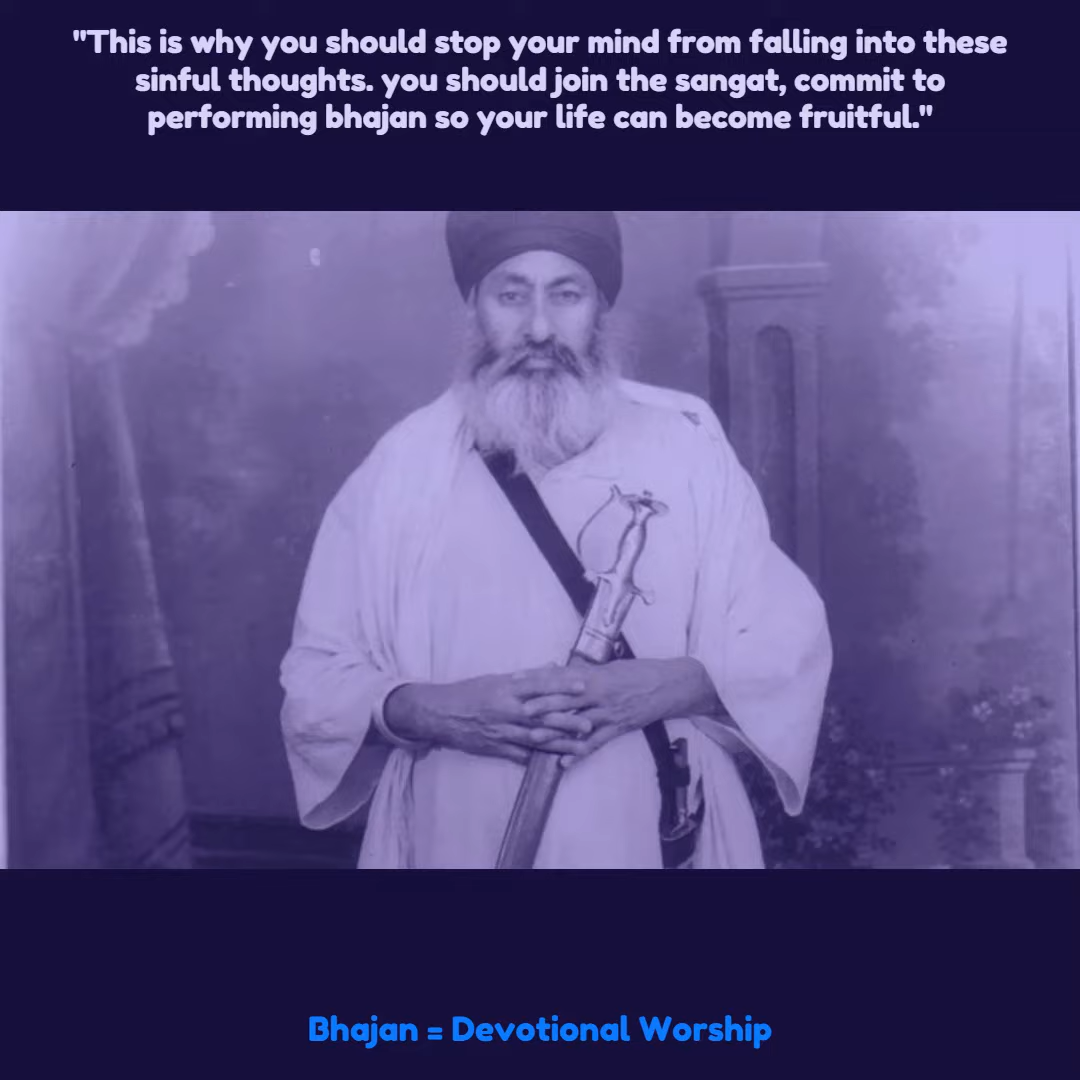 "This is why you should stop your mind from falling into these
sinful thoughts. you should join the sangat, commit to
performing bhajan so your life can become fruitful."
Bhajan = Devotional Worship